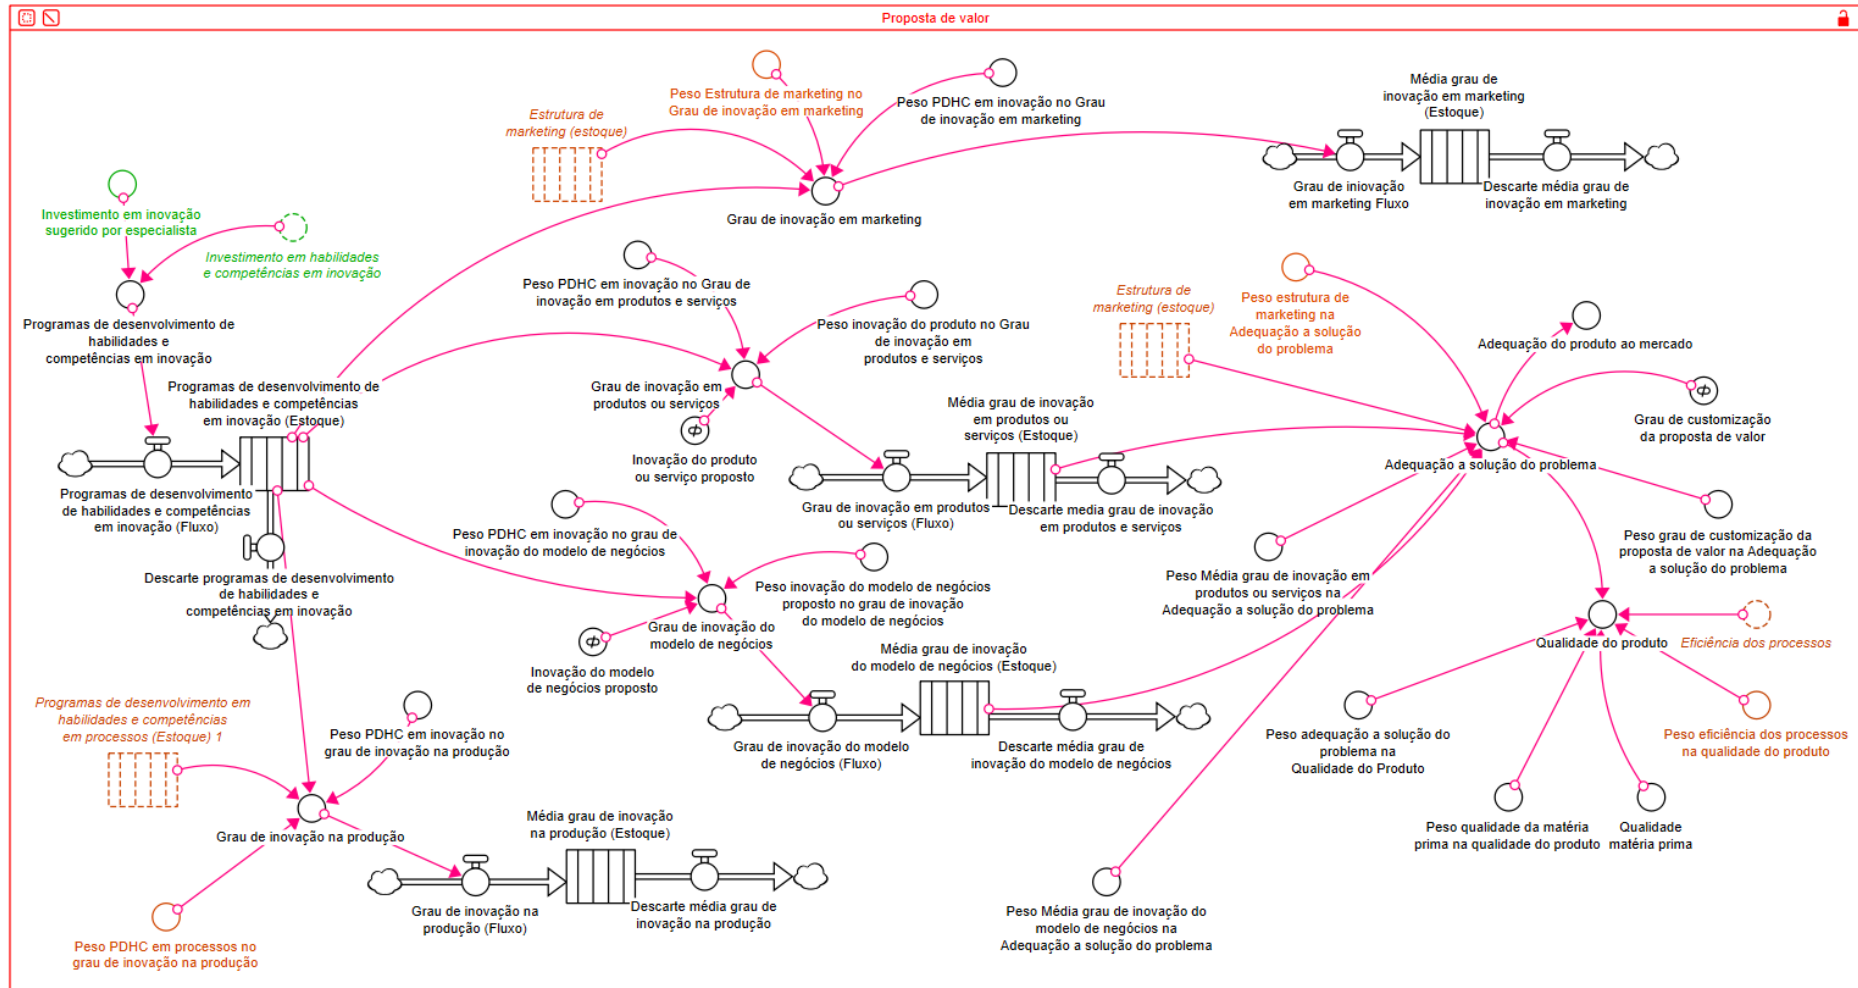 Proposta de valor
Peso Estrutura de marketing no
Grau de inovação em marketing
Estrutura de
marketing (estoque)
Peso PDHC em inovação no Grau
de inovação em marketing
Média grau de
inovação em marketing
(Estoque)
Grau de iniovação
em marketing Fluxo
Descarte média grau de
inovação em marketing
Grau de inovação em marketing
Investimento em inovação
sugerido por especialista
Investimento em habilidades
e competências em inovação
Programas de desenvolvimento de
habilidades e
competências em inovação
Programas de desenvolvimento de
habilidades e competências
em inovação (Estoque)
Programas de desenvolvimento
de habilidades e competências
em inovação (Fluxo)
Descarte programas de desenvolvimento
de habilidades e
competências em inovação
Peso PDHC em inovação no Grau de
inovação em produtos e serviços
Peso inovação do produto no Grau
de inovação em
produtos e serviços
Grau de inovação em
produtos ou serviços
Inovação do produto
ou serviço proposto
Média grau de inovação
em produtos ou
serviços (Estoque)
Grau de inovação em produtos
ou serviços (Fluxo)
Descarte media grau de inovação
em produtos e serviços
Estrutura de
marketing (estoque)
Peso estrutura de
marketing na
Adequação a solução
do problema
Adequação do produto ao mercado
Grau de customização
da proposta de valor
Adequação a solução do problema
Peso grau de customização da
proposta de valor na Adequação
a solução do problema
Peso Média grau de inovação em
produtos ou serviços na
Adequação a solução do problema
Peso PDHC em inovação no grau de
inovação do modelo de negócios
Peso inovação do modelo de negócios
proposto no grau de inovação
do modelo de negócios
Grau de inovação do
modelo de negócios
Inovação do modelo
de negócios proposto
Média grau de inovação
do modelo de negócios (Estoque)
Grau de inovação do modelo
de negócios (Fluxo)
Descarte média grau de
inovação do modelo de negócios
Qualidade do produto
Eficiência dos processos
Peso eficiência dos processos
na qualidade do produto
Peso adequação a solução do
problema na
Qualidade do Produto
Peso qualidade da matéria
prima na qualidade do produto
Qualidade
matéria prima
Programas de desenvolvimento em
habilidades e competências
em processos (Estoque) 1
Peso PDHC em inovação no
grau de inovação na produção
Grau de inovação na produção
Média grau de inovação
na produção (Estoque)
Grau de inovação na
produção (Fluxo)
Descarte média grau de
inovação na produção
Peso PDHC em processos no
grau de inovação na produção
Peso Média grau de inovação do
modelo de negócios na
Adequação a solução do problema